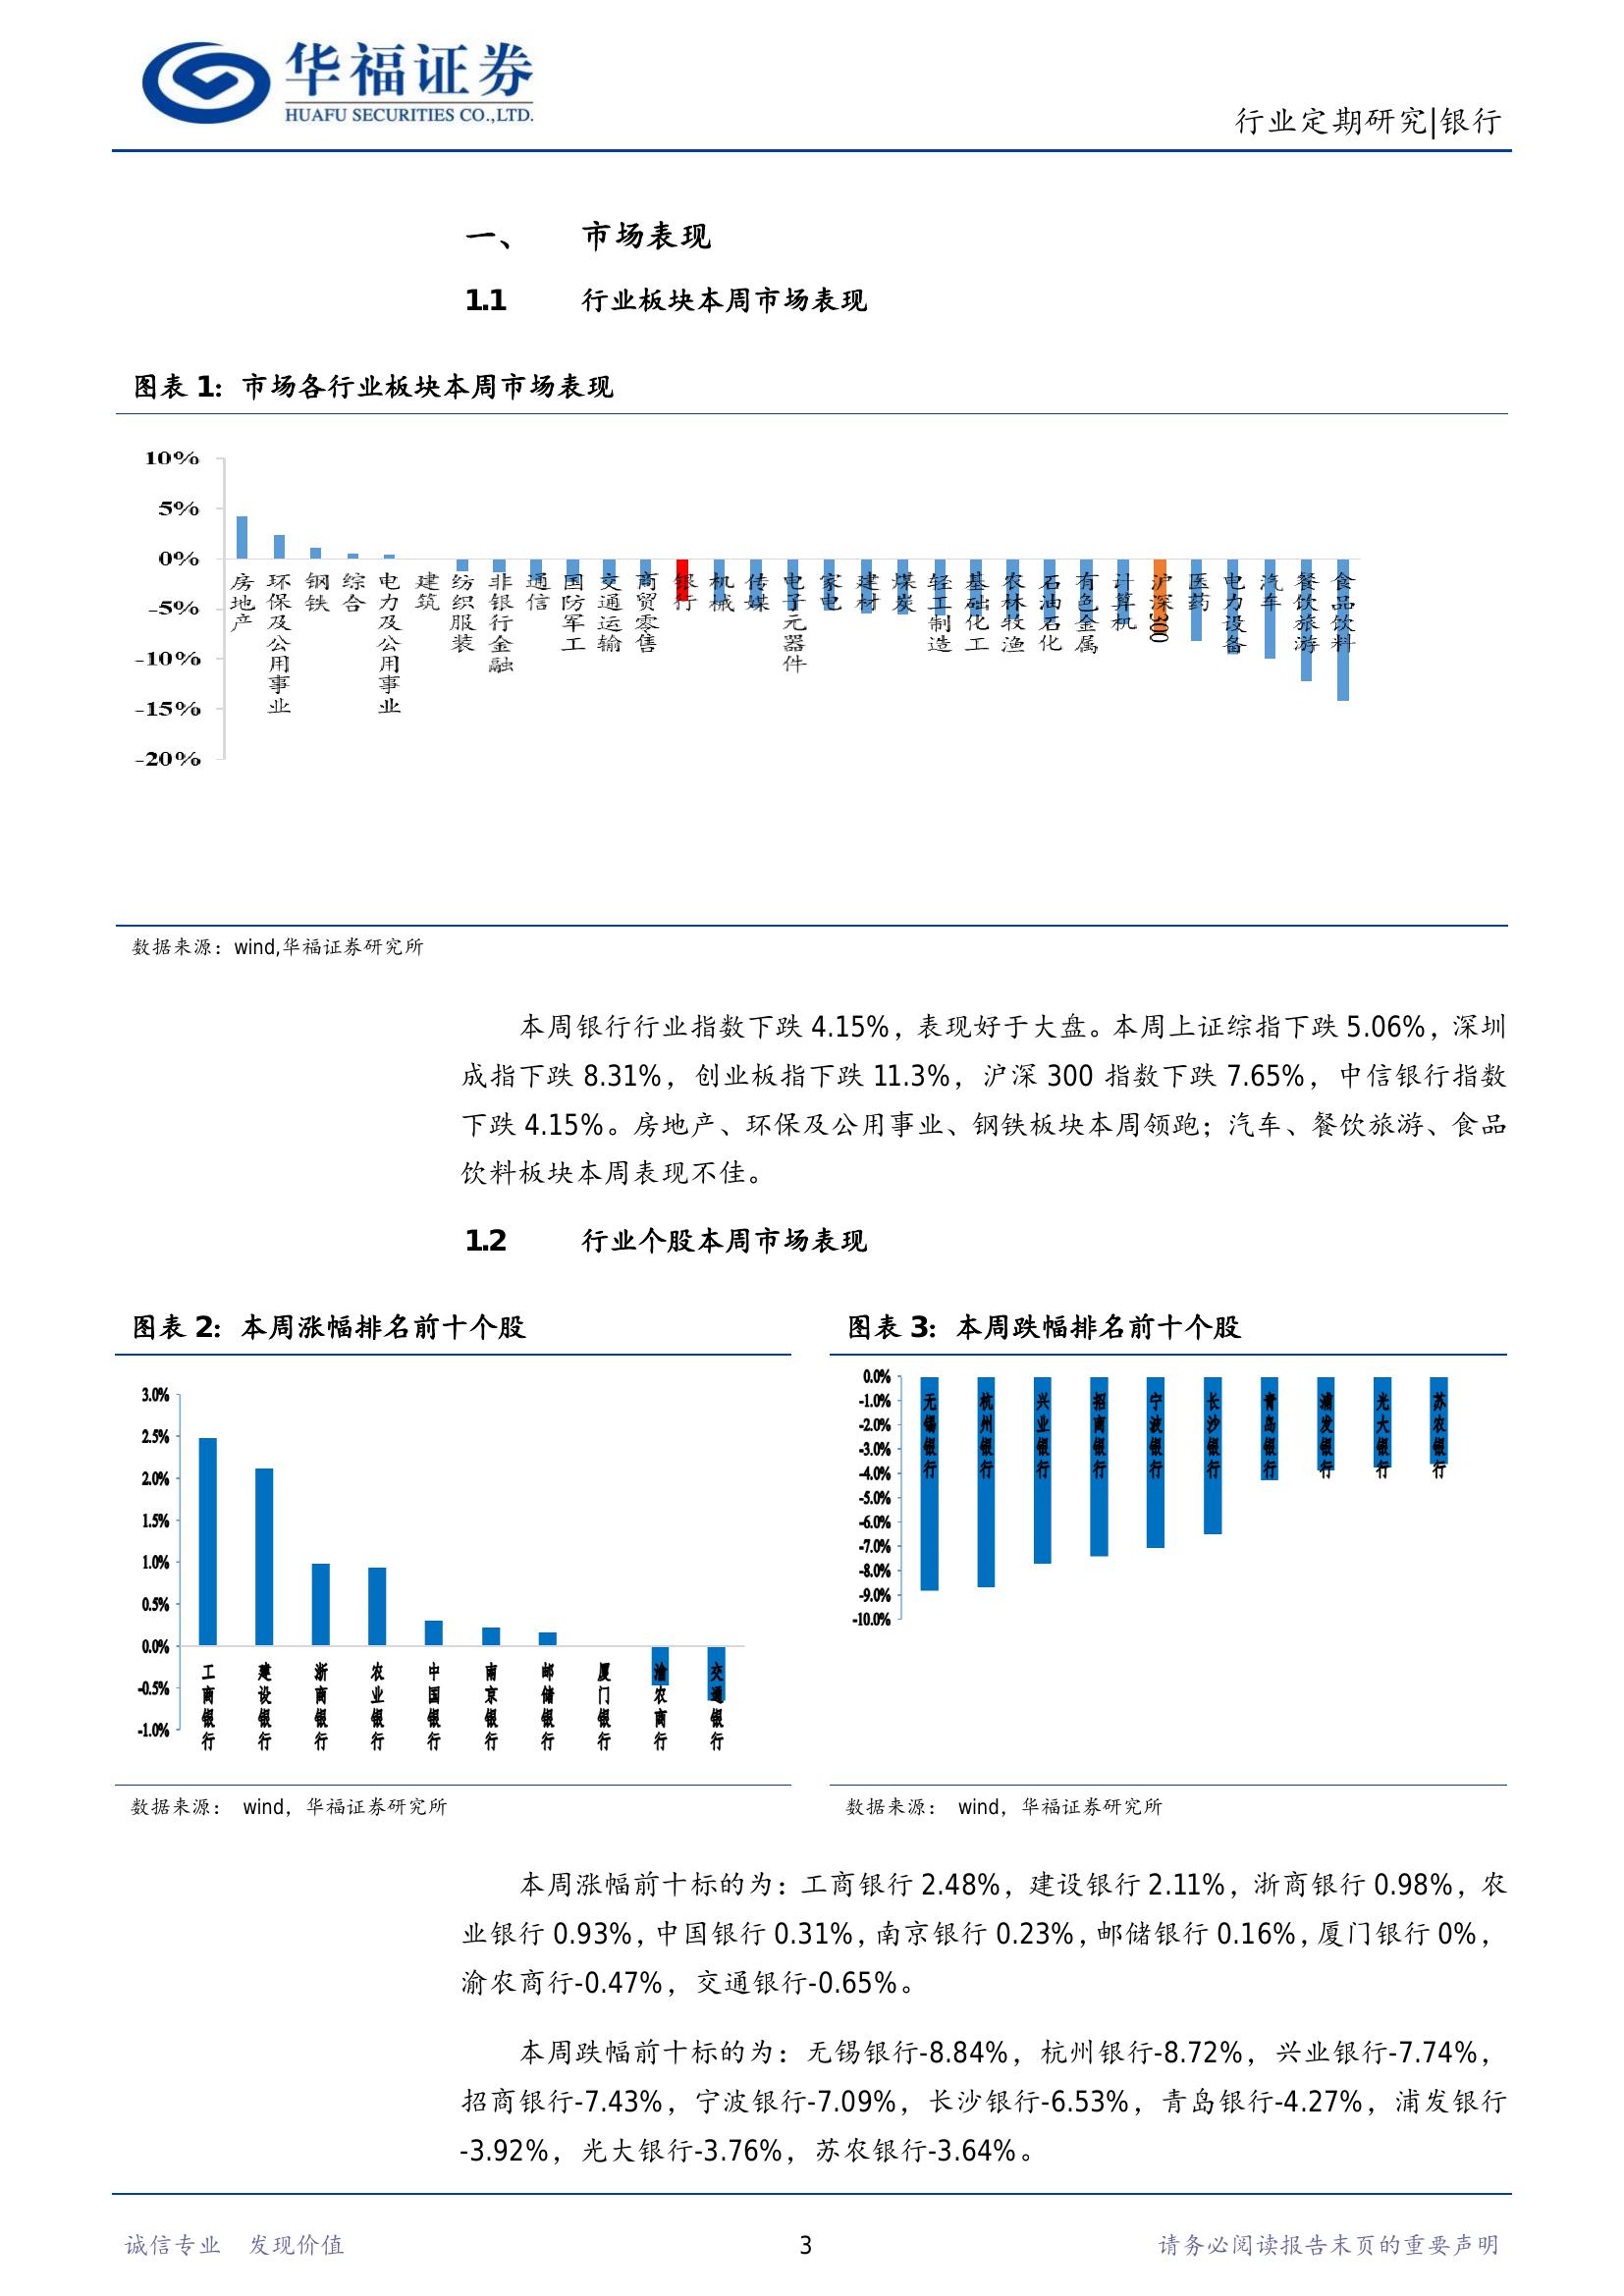 华福证券
HUAFU SECURITIES CO.,LTD.
行业定期研究|银行
一、 市场表现
1.1 行业板块本周市场表现
图表 1：市场各行业板块本周市场表现
10%
5%
0%
-5%
-10%
-15%
-20%
房地产
环保及公用事业
钢铁
综合
电力及公用事业
建筑
纺织服装
非银行金融
通信
国防军工
交通运输
商贸零售
银行
机械
传媒
电子元器件
家电
建材
煤炭
轻工制造
基础化工
农林牧渔
石油石化
有色金属
计算机
沪深300
医药
电力设备
汽车
餐饮旅游
食品饮料
数据来源：wind,华福证券研究所
本周银行行业指数下跌 4.15%，表现好于大盘。本周上证综指下跌 5.06%，深圳
成指下跌 8.31%，创业板指下跌 11.3%，沪深 300 指数下跌 7.65%，中信银行指数
下跌 4.15%。房地产、环保及公用事业、钢铁板块本周领跑；汽车、餐饮旅游、食品
饮料板块本周表现不佳。
1.2 行业个股本周市场表现
图表 2：本周涨幅排名前十个股
3.0%
2.5%
2.0%
1.5%
1.0%
0.5%
0.0%
-0.5%
-1.0%
工商银行
建设银行
浙商银行
农业银行
中国银行
南京银行
邮储银行
厦门银行
渝农商行
交通银行
数据来源： wind，华福证券研究所
图表 3：本周跌幅排名前十个股
0.0%
-1.0%
-2.0%
-3.0%
-4.0%
-5.0%
-6.0%
-7.0%
-8.0%
-9.0%
-10.0%
无锡银行
杭州银行
兴业银行
招商银行
宁波银行
长沙银行
青岛银行
浦发银行
光大银行
苏农银行
数据来源： wind，华福证券研究所
本周涨幅前十标的为：工商银行 2.48%，建设银行 2.11%，浙商银行 0.98%，农
业银行 0.93%，中国银行 0.31%，南京银行 0.23%，邮储银行 0.16%，厦门银行 0%，
渝农商行-0.47%，交通银行-0.65%。
本周跌幅前十标的为：无锡银行-8.84%，杭州银行-8.72%，兴业银行-7.74%，
招商银行-7.43%，宁波银行-7.09%，长沙银行-6.53%，青岛银行-4.27%，浦发银行
-3.92%，光大银行-3.76%，苏农银行-3.64%。
诚信专业 发现价值
3
请务必阅读报告末页的重要声明